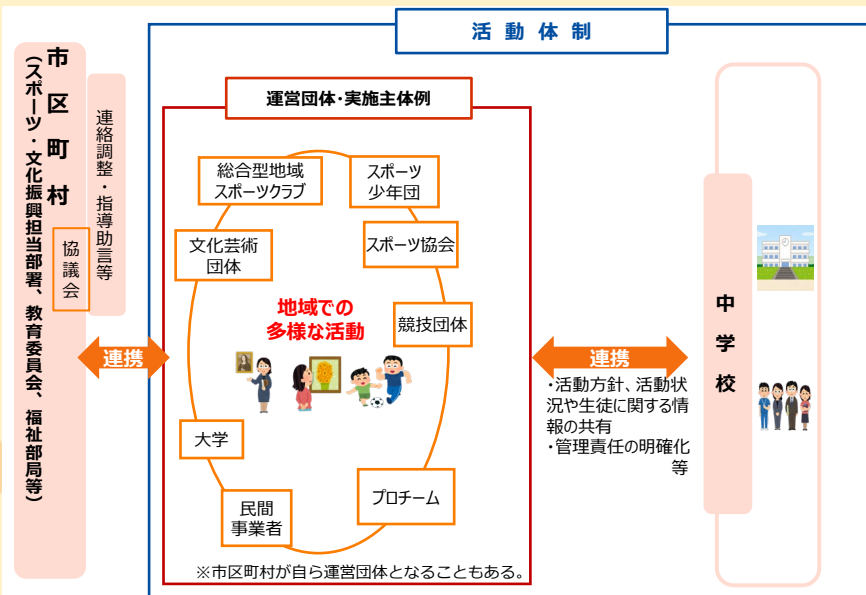 活動体制
市区町村
（スポーツ・文化振興担当部署、教育委員会、福祉部局等）
協議会
連絡調整・指導助言等
連携
運営団体・実施主体例
総合型地域
スポーツクラブ
スポーツ
少年団
文化芸術
団体
スポーツ協会
競技団体
地域での
多様な活動
大学
民間
事業者
プロチーム
※市区町村が自ら運営団体となることもある。
連携
・活動方針、活動状
況や生徒に関する情
報の共有
・管理責任の明確化
等
中学校